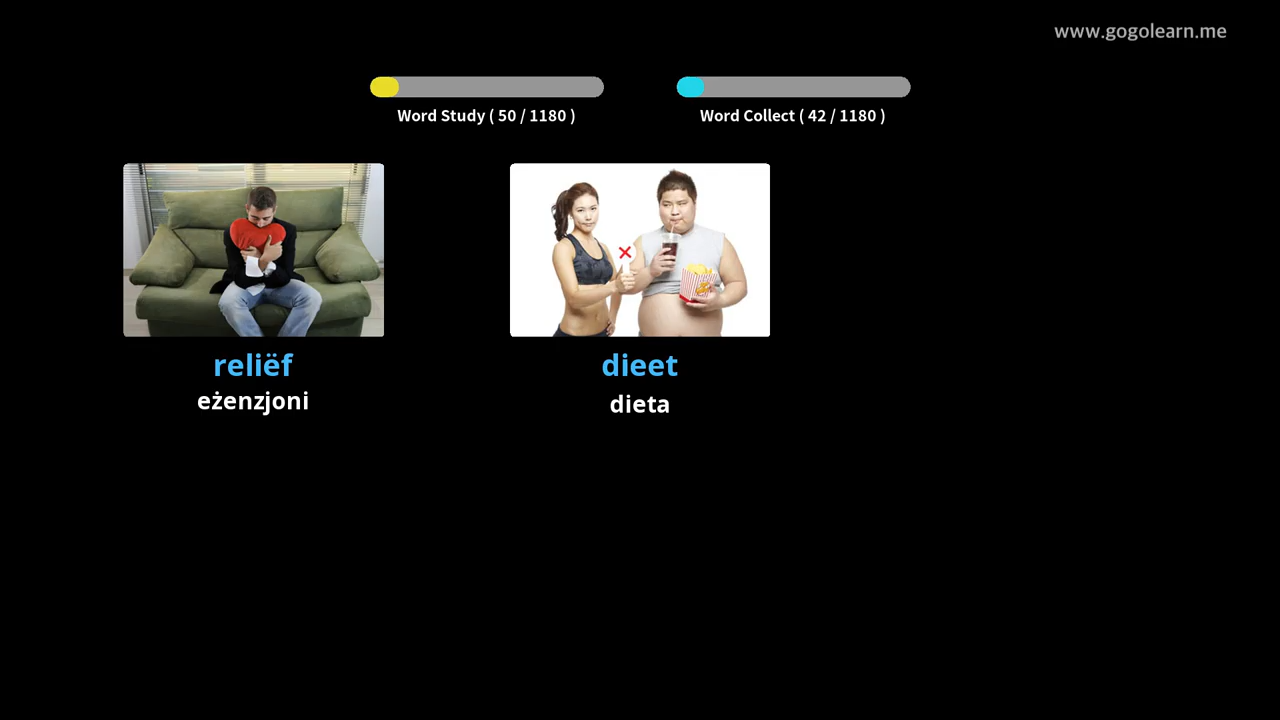 www.gogolearn.me
Word Study ( 50 / 1180 )
Word Collect ( 42 / 1180 )
reliëf
eżenzjoni
dieet
dieta